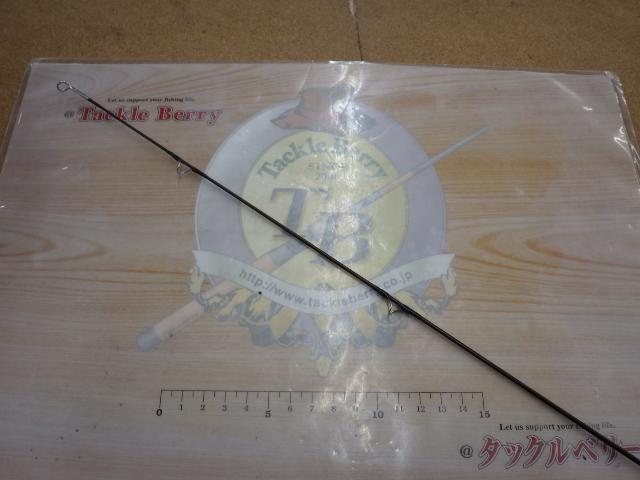 Let us support your fishing life.
@ Tackle Berry
Tackle Berry
SINCE
TB
http://www.tackleberry.co.jp
0 1 2 3 4 5 6 7 8 9 10 11 12 13 14 15
Let us support your fishing life.
@ タックルベリー